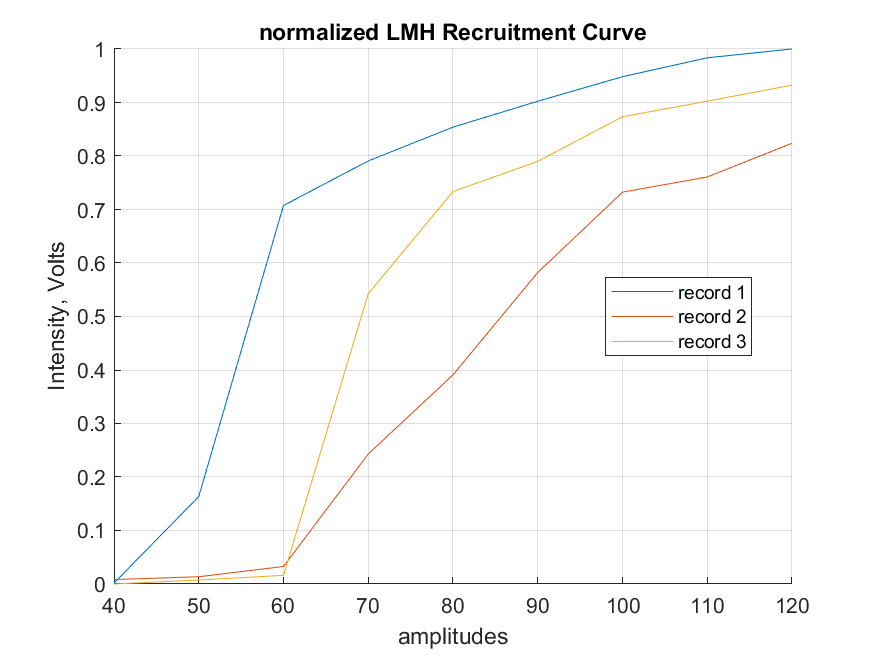 normalized LMH Recruitment Curve
1
0.9
0.8
0.7
0.6
0.5
0.4
0.3
0.2
0.1
0
Intensity, Volts
record 1
record 2
record 3
40 50 60 70 80 90 100 110 120
amplitudes